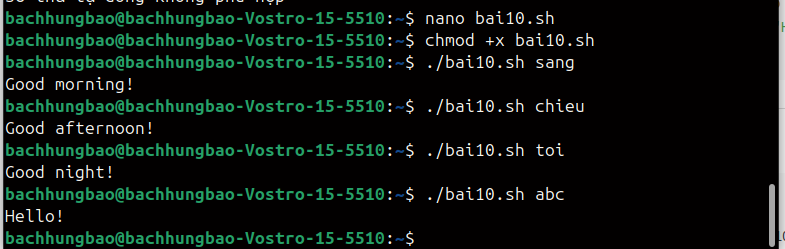 bachhungbao@bachhungbao-Vostro-15-5510:~$ nano bai10.sh
bachhungbao@bachhungbao-Vostro-15-5510:~$ chmod +x bai10.sh
bachhungbao@bachhungbao-Vostro-15-5510:~$ ./bai10.sh sang
Good morning!
bachhungbao@bachhungbao-Vostro-15-5510:~$ ./bai10.sh chieu
Good afternoon!
bachhungbao@bachhungbao-Vostro-15-5510:~$ ./bai10.sh toi
Good night!
bachhungbao@bachhungbao-Vostro-15-5510:~$ ./bai10.sh abc
Hello!
bachhungbao@bachhungbao-Vostro-15-5510:~$